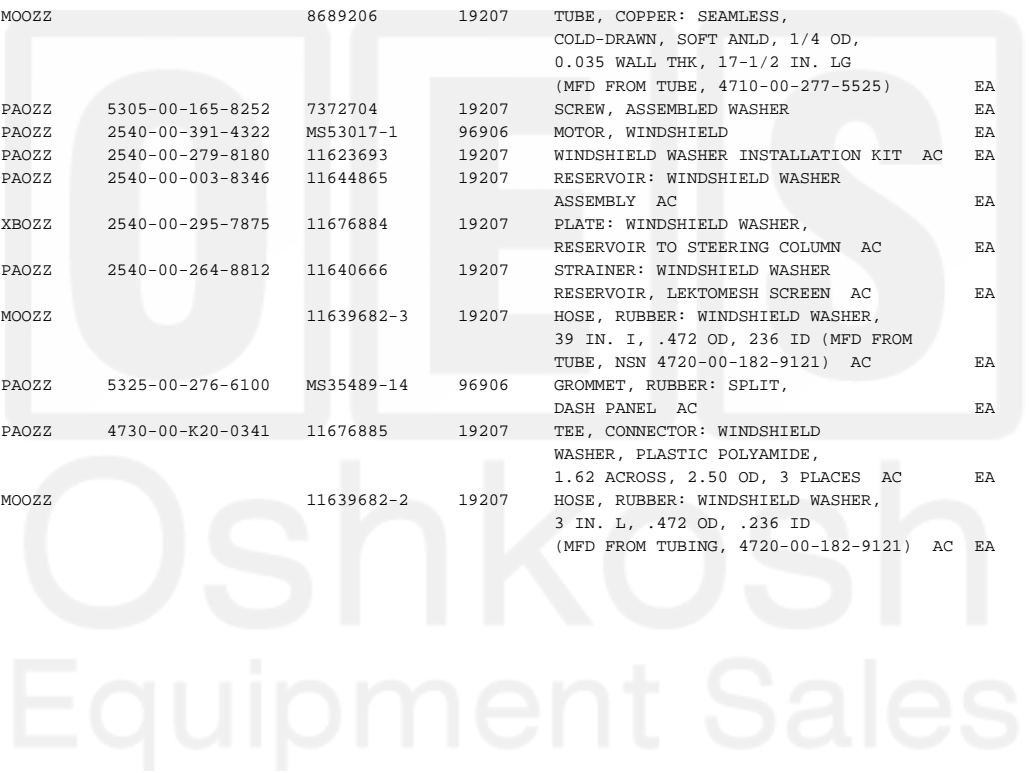 MOOZZ 8689206 19207 TUBE, COPPER: SEAMLESS,
COLD-DRAWN, SOFT ANLD, 1/4 OD,
0.035 WALL THK, 17-1/2 IN. LG
(MFD FROM TUBE, 4710-00-277-5525) EA
PAOZZ 5305-00-165-8252 7372704 19207 SCREW, ASSEMBLED WASHER EA
PAOZZ 2540-00-391-4322 MS53017-1 96906 MOTOR, WINDSHIELD EA
PAOZZ 2540-00-279-8180 11623693 19207 WINDSHIELD WASHER INSTALLATION KIT AC EA
PAOZZ 2540-00-003-8346 11644865 19207 RESERVOIR: WINDSHIELD WASHER
ASSEMBLY AC EA
XBOZZ 2540-00-295-7875 11676884 19207 PLATE: WINDSHIELD WASHER,
RESERVOIR TO STEERING COLUMN AC EA
PAOZZ 2540-00-264-8812 11640666 19207 STRAINER: WINDSHIELD WASHER
RESERVOIR, LEKTOMESH SCREEN AC EA
MOOZZ 11639682-3 19207 HOSE, RUBBER: WINDSHIELD WASHER,
39 IN. I, .472 OD, 236 ID (MFD FROM
TUBE, NSN 4720-00-182-9121) AC EA
PAOZZ 5325-00-276-6100 MS35489-14 96906 GROMMET, RUBBER: SPLIT,
DASH PANEL AC EA
PAOZZ 4730-00-K20-0341 11676885 19207 TEE, CONNECTOR: WINDSHIELD
WASHER, PLASTIC POLYAMIDE,
1.62 ACROSS, 2.50 OD, 3 PLACES AC EA
MOOZZ 11639682-2 19207 HOSE, RUBBER: WINDSHIELD WASHER,
3 IN. L, .472 OD, .236 ID
(MFD FROM TUBING, 4720-00-182-9121) AC EA
OES
Oshkosh
Equipment Sales